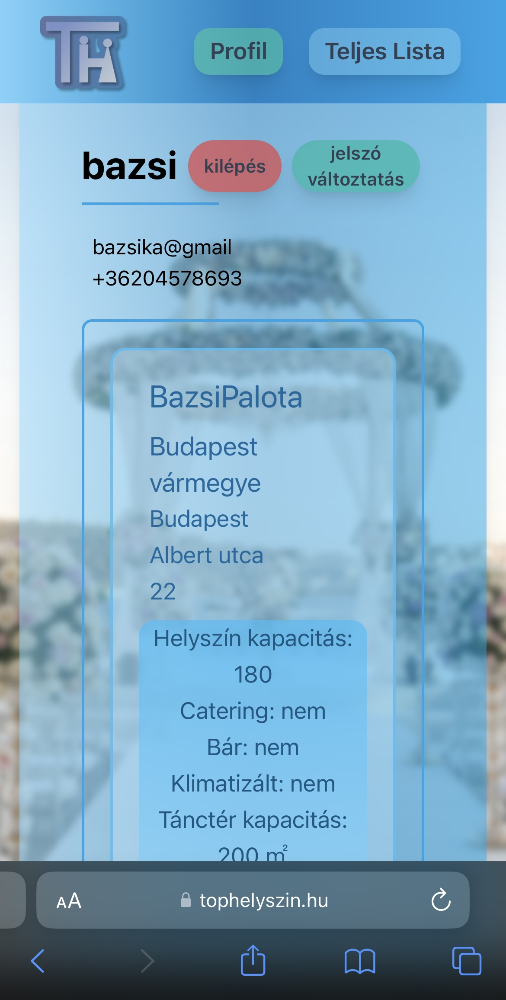 TH
Profil
Teljes Lista
bazsi
kilépés
jelszó
változtatás
bazsika@gmail
+36204578693
BazsiPalota
Budapest
vármegye
Budapest
Albert utca
22
Helyszín kapacitás:
180
Catering: nem
Bár: nem
Klimatizált: nem
Tánctér kapacitás:
200 m²
AA
tophelyszin.hu